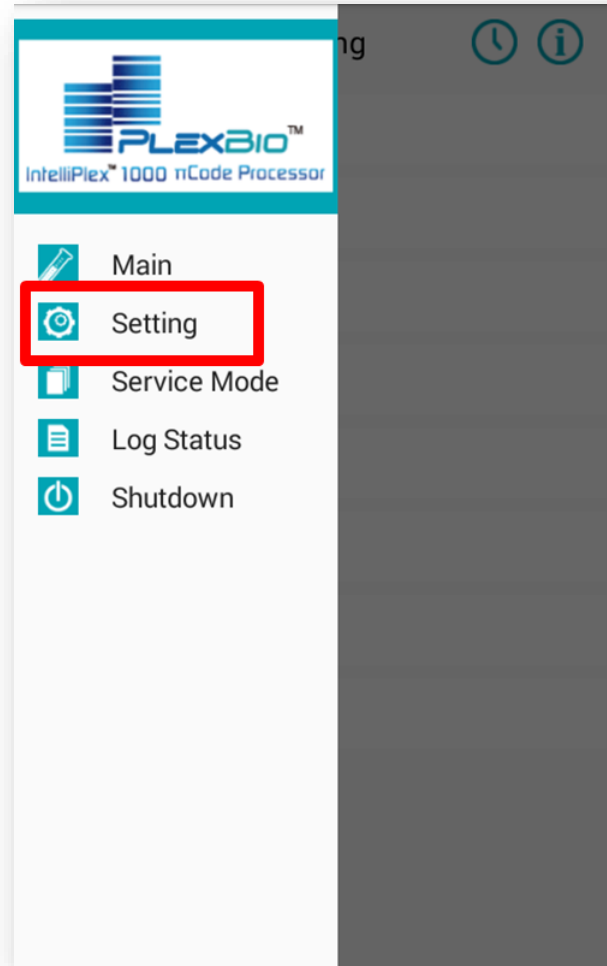 ng
PLEXBIO™
IntelliPlex™ 1000 πCode Processor
Main
Setting
Service Mode
Log Status
Shutdown